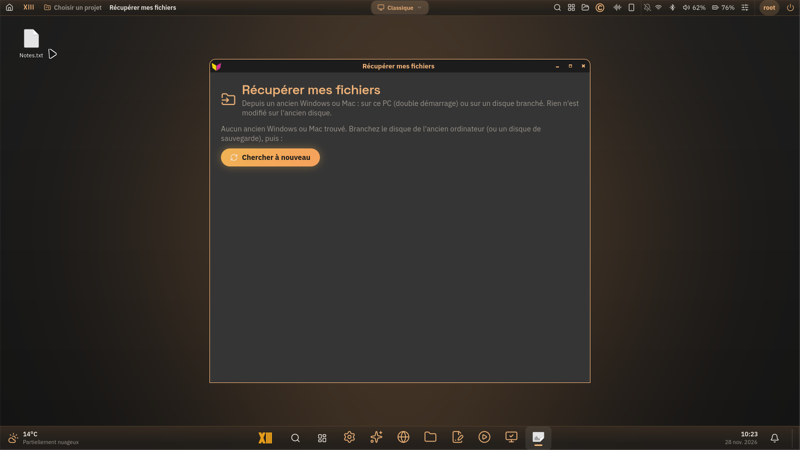 XIII
Choisir un projet
Récupérer mes fichiers
Classique
62%
76%
root
Notes.txt
Récupérer mes fichiers
Récupérer mes fichiers
Depuis un ancien Windows ou Mac : sur ce PC (double démarrage) ou sur un disque branché. Rien n'est
modifié sur l'ancien disque.
Aucun ancien Windows ou Mac trouvé. Branchez le disque de l'ancien ordinateur (ou un disque de
sauvegarde), puis :
Chercher à nouveau
14°C
Partiellement nuageux
XIII
10:23
28 nov. 2026